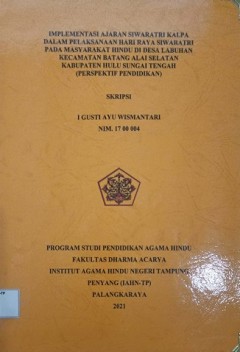 IMPLEMENTASI AJARAN SIWARATRI KALPA
DALAM PELAKSANAAN HARI RAYA SIWARATRI
PADA MASYARAKAT HINDU DI DESA LABUHAN
KECAMATAN BATANG ALAI SELATAN
KABUPATEN HULU SUNGAI TENGAH
(PERSPEKTIF PENDIDIKAN)
SKRIPSI
I GUSTI AYU WISMANTARI
NIM. 17 00 004
PROGRAM STUDI PENDIDIKAN AGAMA HINDU
FAKULTAS DHARMA ACARYA
INSTITUT AGAMA HINDU NEGERI TAMPUNG
PENYANG (IAHN-TP)
PALANGKARAYA
2021